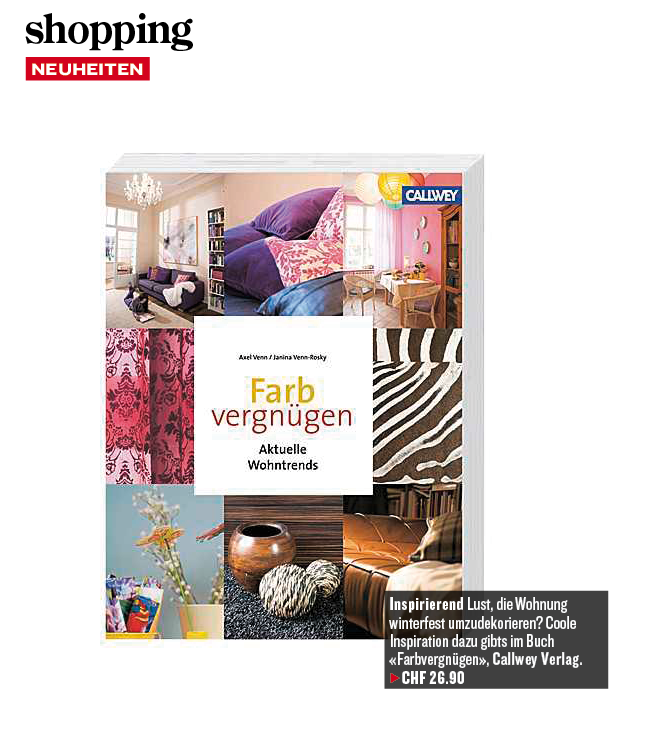 shopping
NEUHEITEN
CALLWEY
Axel Venn / Janina Venn-Rosky
Farb
vergnügen
Aktuelle
Wohntrends
Inspirierend Lust, die Wohnung
winterfest umzudekorieren? Coole
Inspiration dazu gibts im Buch
«Farbvergnügen», Callwey Verlag.
▶CHF 26.90